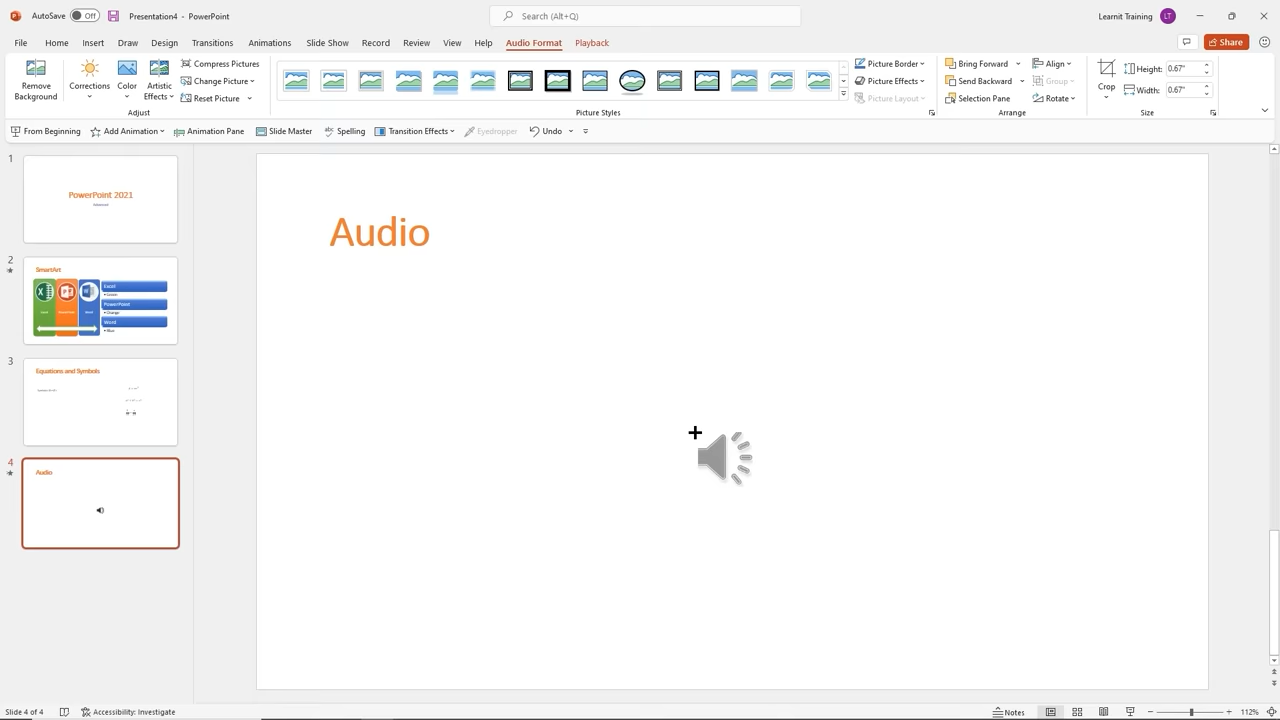 AutoSave Off Presentation4 - PowerPoint Search (Alt+Q) Learnit Training LT
File Home Insert Draw Design Transitions Animations Slide Show Record Review View Help Audio Format Playback Share
Remove Background Corrections Color Artistic Effects
Compress Pictures
Change Picture
Reset Picture
Adjust
Picture Styles
Picture Border
Picture Effects
Picture Layout
Bring Forward
Send Backward
Selection Pane
Align
Group
Rotate
Arrange
Crop
Height: 0.67"
Width: 0.67"
Size
From Beginning Add Animation Animation Pane Slide Master Spelling Transition Effects Eyedropper Undo
1
PowerPoint 2021
2
SmartArt
Excel
PowerPoint
Orange
Word
Blue
3
Equations and Symbols
4
Audio
Audio
Slide 4 of 4 Accessibility: Investigate Notes 112%